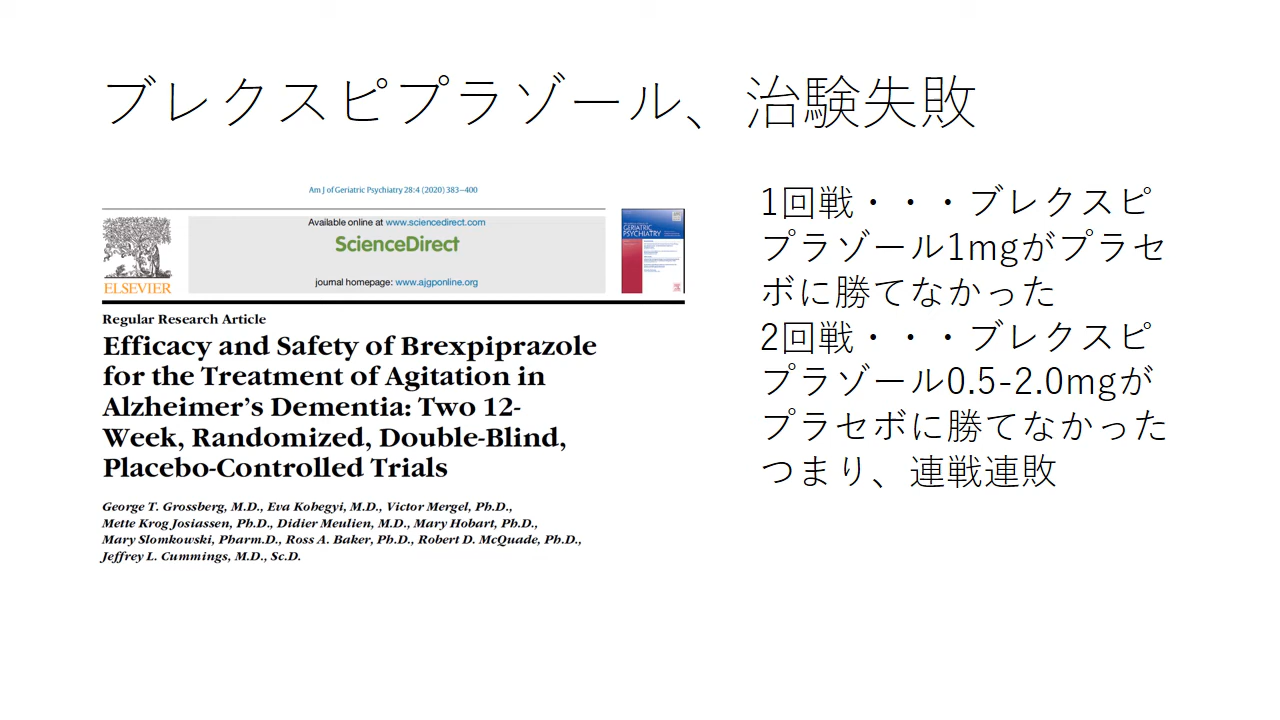 ブレクスピプラゾール、治験失敗
Am J of Geriatric Psychiatry 28:4 (2020) 383–400
Available online at www.sciencedirect.com
ScienceDirect
journal homepage: www.ajgponline.org
ELSEVIER
GERIATRIC
PSYCHIATRY
Regular Research Article
Efficacy and Safety of Brexpiprazole
for the Treatment of Agitation in
Alzheimer’s Dementia: Two 12-
Week, Randomized, Double-Blind,
Placebo-Controlled Trials
George T. Grossberg, M.D., Eva Kohegyi, M.D., Victor Mergel, Ph.D.,
Mette Krog Josiassen, Ph.D., Didier Meulien, M.D., Mary Hobart, Ph.D.,
Mary Slomkowski, Pharm.D., Ross A. Baker, Ph.D., Robert D. McQuade, Ph.D.,
Jeffrey L. Cummings, M.D., Sc.D.
1回戦・・・ブレクスピ
プラゾール1mgがプラセ
ボに勝てなかった
2回戦・・・ブレクスピ
プラゾール0.5-2.0mgが
プラセボに勝てなかった
つまり、連戦連敗